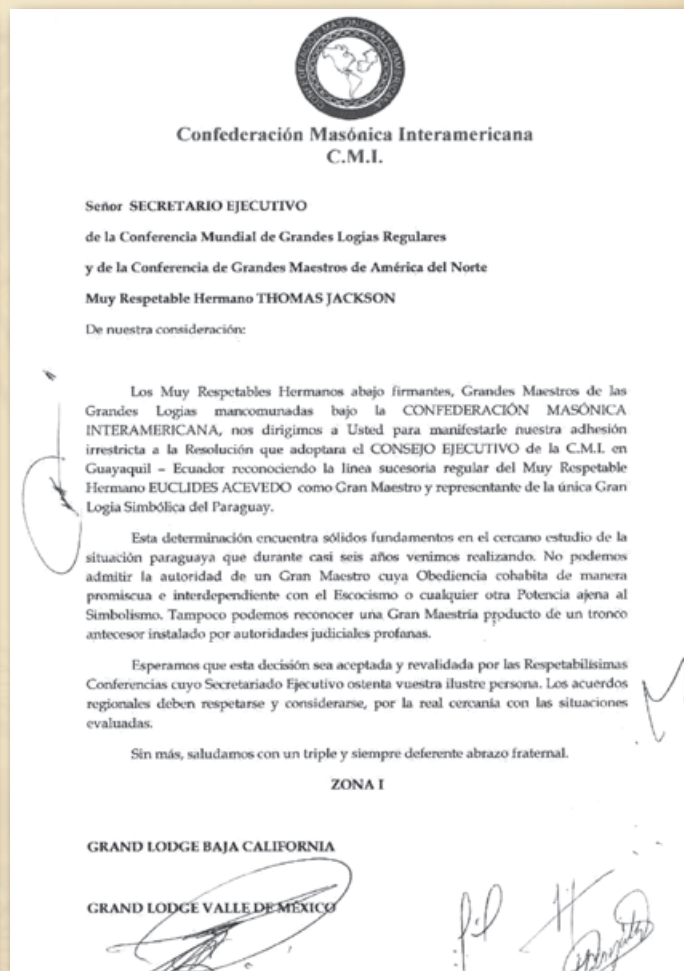 CONFEDERACIÓN MASÓNICA INTERAMERICANA
Confederación Masónica Interamericana
C.M.I.
Señor SECRETARIO EJECUTIVO
de la Conferencia Mundial de Grandes Logias Regulares
y de la Conferencia de Grandes Maestros de América del Norte
Muy Respetable Hermano THOMAS JACKSON
De nuestra consideración:
Los Muy Respetables Hermanos abajo firmantes, Grandes Maestros de las
Grandes Logias mancomunadas bajo la CONFEDERACIÓN MASÓNICA
INTERAMERICANA, nos dirigimos a Usted para manifestarle nuestra adhesión
irrestricta a la Resolución que adoptara el CONSEJO EJECUTIVO de la C.M.I. en
Guayaquil – Ecuador reconociendo la línea sucesoria regular del Muy Respetable
Hermano EUCLIDES ACEVEDO como Gran Maestro y representante de la única Gran
Logia Simbólica del Paraguay.
Esta determinación encuentra sólidos fundamentos en el cercano estudio de la
situación paraguaya que durante casi seis años venimos realizando. No podemos
admitir la autoridad de un Gran Maestro cuya Obediencia cohabita de manera
promiscua e interdependiente con el Escocismo o cualquier otra Potencia ajena al
Simbolismo. Tampoco podemos reconocer una Gran Maestría producto de un tronco
antecesor instalado por autoridades judiciales profanas.
Esperamos que esta decisión sea aceptada y revalidada por las Respetabilísimas
Conferencias cuyo Secretariado Ejecutivo ostenta vuestra ilustre persona. Los acuerdos
regionales deben respetarse y considerarse, por la real cercanía con las situaciones
evaluadas.
Sin más, saludamos con un triple y siempre deferente abrazo fraternal.
ZONA I
GRAND LODGE BAJA CALIFORNIA
GRAND LODGE VALLE DE MÉXICO